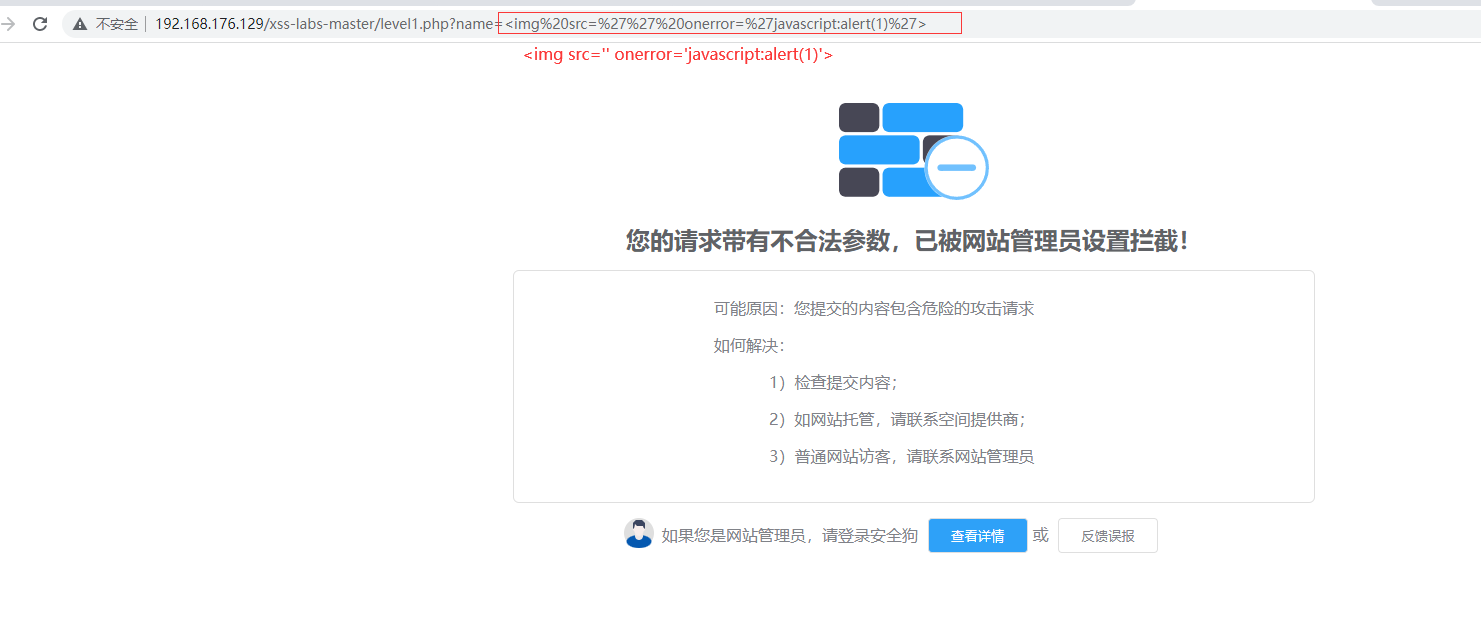 不安全 192.168.176.129/xss-labs-master/level1.php?name=<img%20src=%27%27%20onerror=%27javascript:alert(1)%27>
<img src='' onerror='javascript:alert(1)'>
您的请求带有不合法参数，已被网站管理员设置拦截！
可能原因：您提交的内容包含危险的攻击请求
如何解决：
1）检查提交内容；
2）如网站托管，请联系空间提供商；
3）普通网站访客，请联系网站管理员
如果您是网站管理员，请登录安全狗 查看详情 或 反馈误报